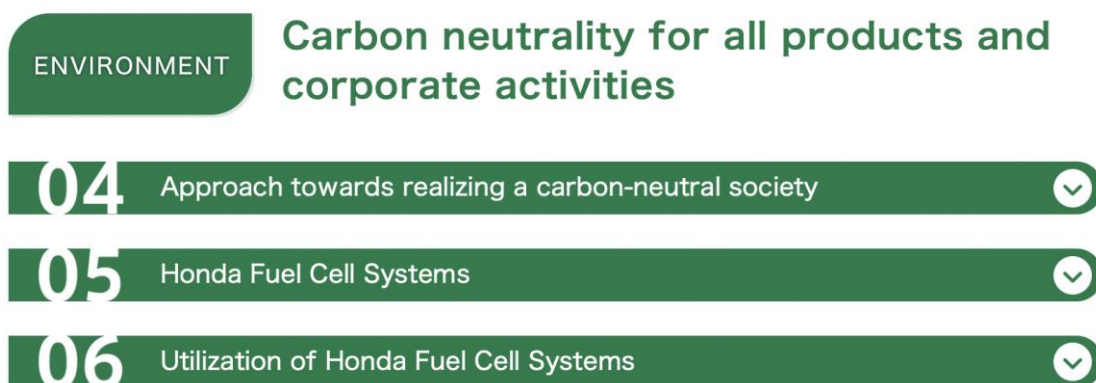 ENVIRONMENT
Carbon neutrality for all products and
corporate activities
04 Approach towards realizing a carbon-neutral society
05 Honda Fuel Cell Systems
06 Utilization of Honda Fuel Cell Systems